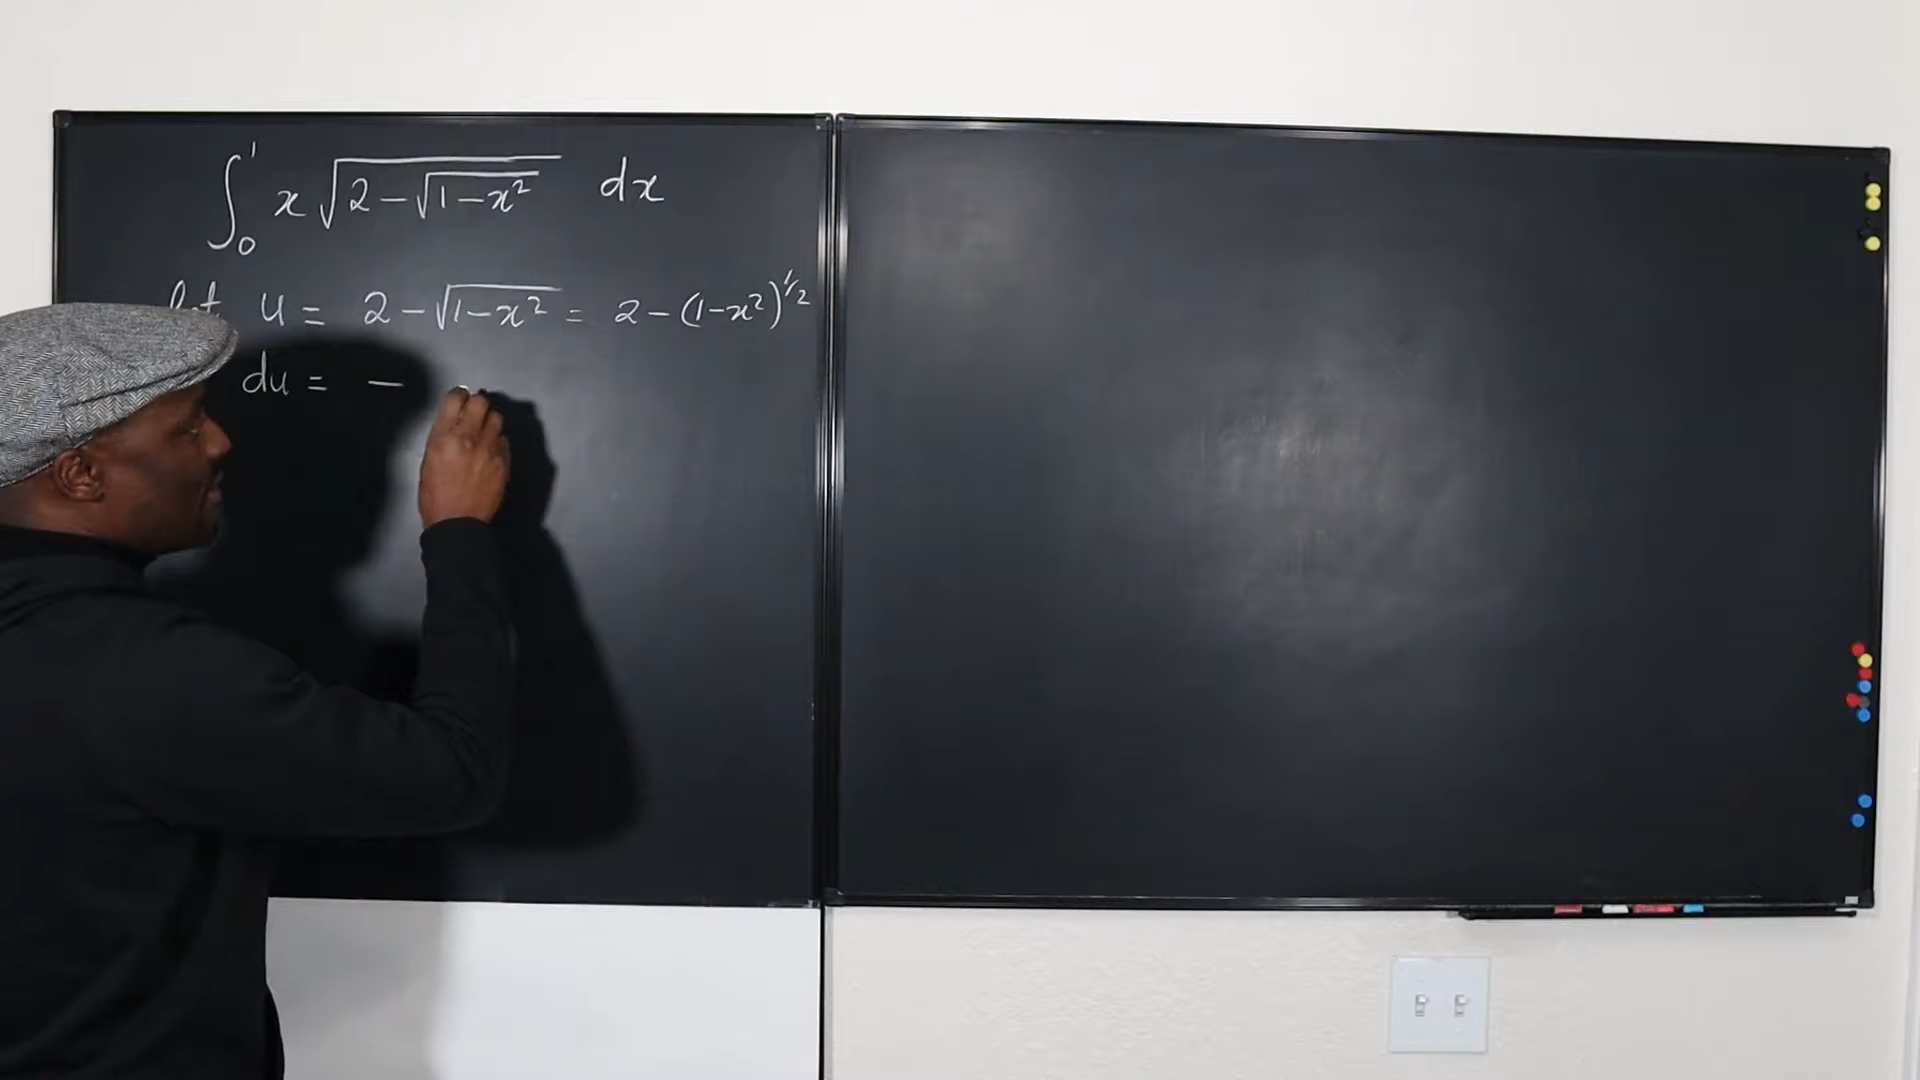 ∫₀¹ x √(2 − √(1−x²)) dx
u = 2 − √(1−x²) = 2 − (1−x²)^½
du = −